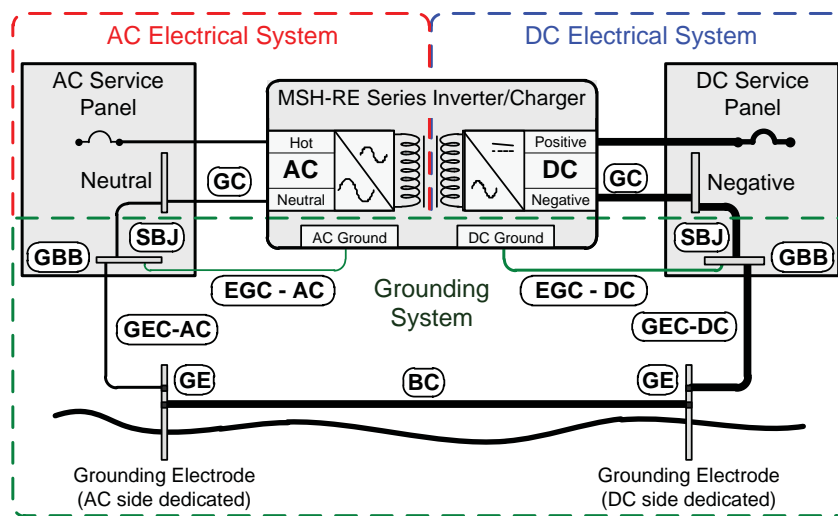 AC Electrical System
DC Electrical System
AC Service
Panel
MSH-RE Series Inverter/Charger
DC Service
Panel
Hot
AC
Neutral
Positive
DC
Negative
Neutral
GC
GC
Negative
SBJ
SBJ
GBB
AC Ground
DC Ground
GBB
EGC - AC
Grounding
System
EGC - DC
GEC-AC
GEC-DC
GE
BC
GE
Grounding Electrode
(AC side dedicated)
Grounding Electrode
(DC side dedicated)